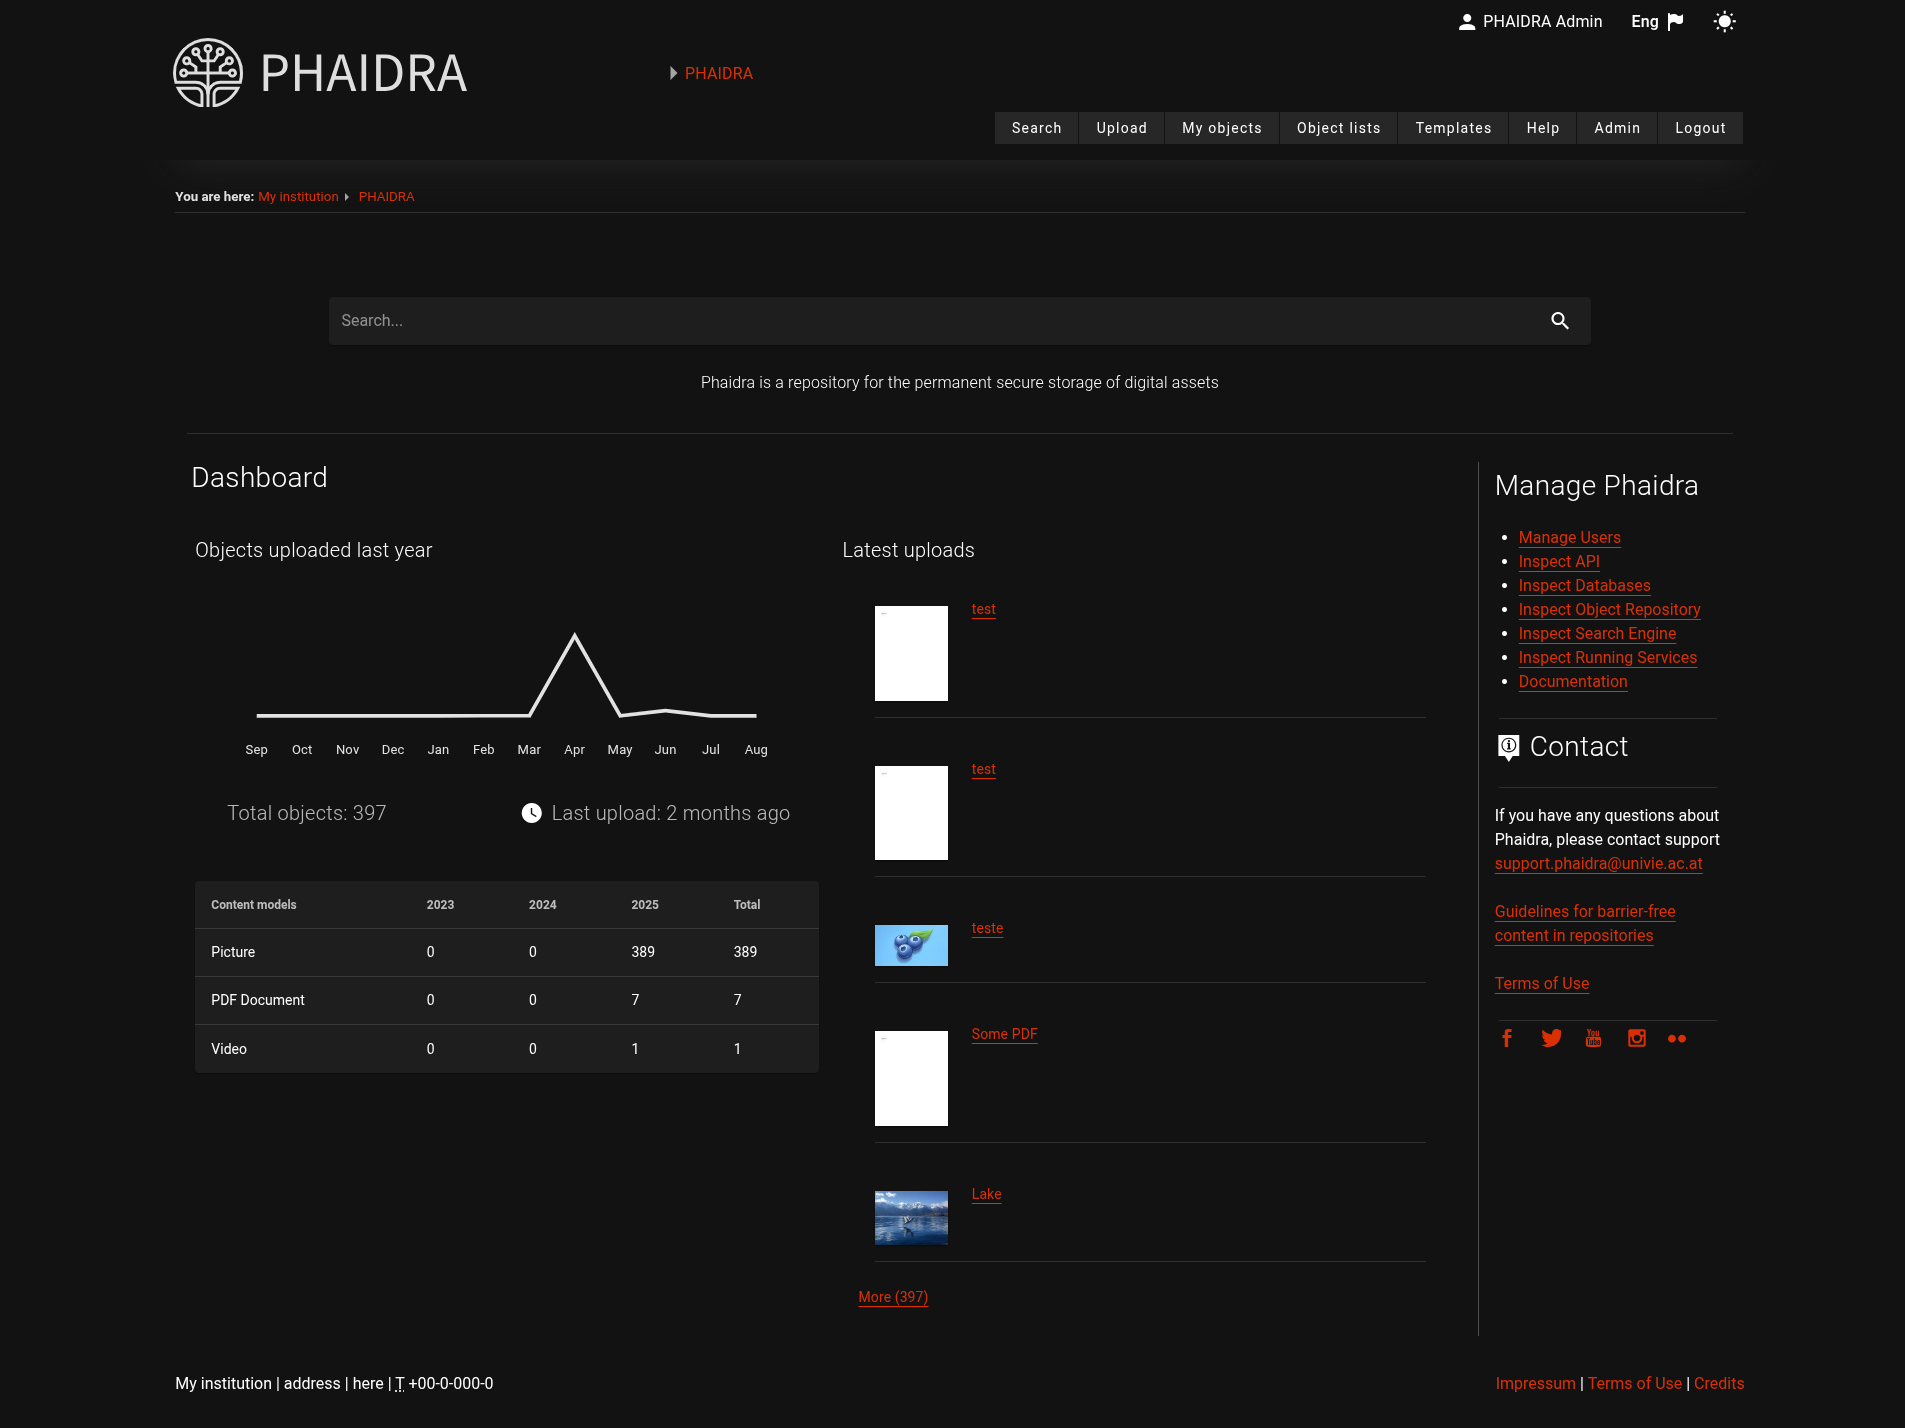 PHAIDRA Admin Eng
PHAIDRA
PHAIDRA
Search Upload My objects Object lists Templates Help Admin Logout
You are here: My institution PHAIDRA
Search...
Phaidra is a repository for the permanent secure storage of digital assets
Dashboard
Objects uploaded last year
Sep Oct Nov Dec Jan Feb Mar Apr May Jun Jul Aug
Total objects: 397
Last upload: 2 months ago
Content models 2023 2024 2025 Total
Picture 0 0 389 389
PDF Document 0 0 7 7
Video 0 0 1 1
Latest uploads
test
test
teste
Some PDF
Lake
More (397)
Manage Phaidra
Manage Users
Inspect API
Inspect Databases
Inspect Object Repository
Inspect Search Engine
Inspect Running Services
Documentation
Contact
If you have any questions about
Phaidra, please contact support
support.phaidra@univie.ac.at
Guidelines for barrier-free
content in repositories
Terms of Use
You
Tube
My institution | address | here | T +00-0-000-0
Impressum | Terms of Use | Credits